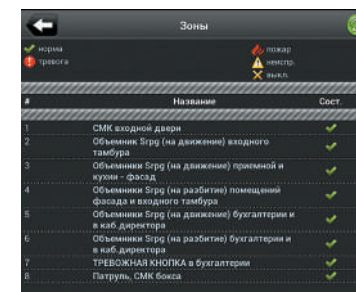 Зоны
норма
пожар
тревога
неиспр.
выкл.
# Название Сост.
1 СМК входной двери
2 Объемник Srpg (на движение) входного
тамбура
3 Объемники Srpg (на движение) приемной и
кухни - фасад
4 Объемники Srpg (на разбитие) помещений
фасада и входного тамбура
5 Объемники Srpg (на движение) бухгалтерии и
в каб.директора
6 Объемники Srpg (на разбитие) бухгалтерии и
в каб.директора
7 ТРЕВОЖНАЯ КНОПКА в бухгалтерии
8 Патруль, СМК бокса